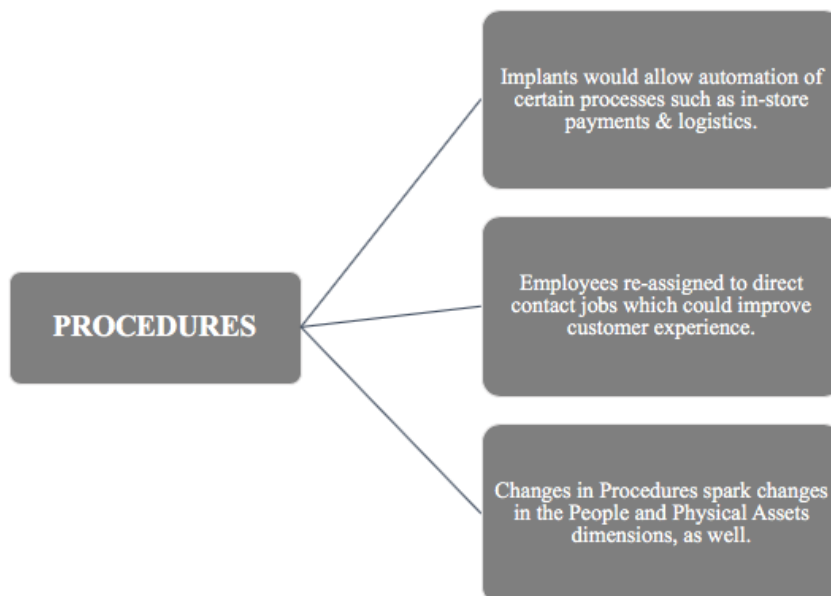 PROCEDURES
Implants would allow automation of
certain processes such as in-store
payments & logistics.
Employees re-assigned to direct
contact jobs which could improve
customer experience.
Changes in Procedures spark changes
in the People and Physical Assets
dimensions, as well.